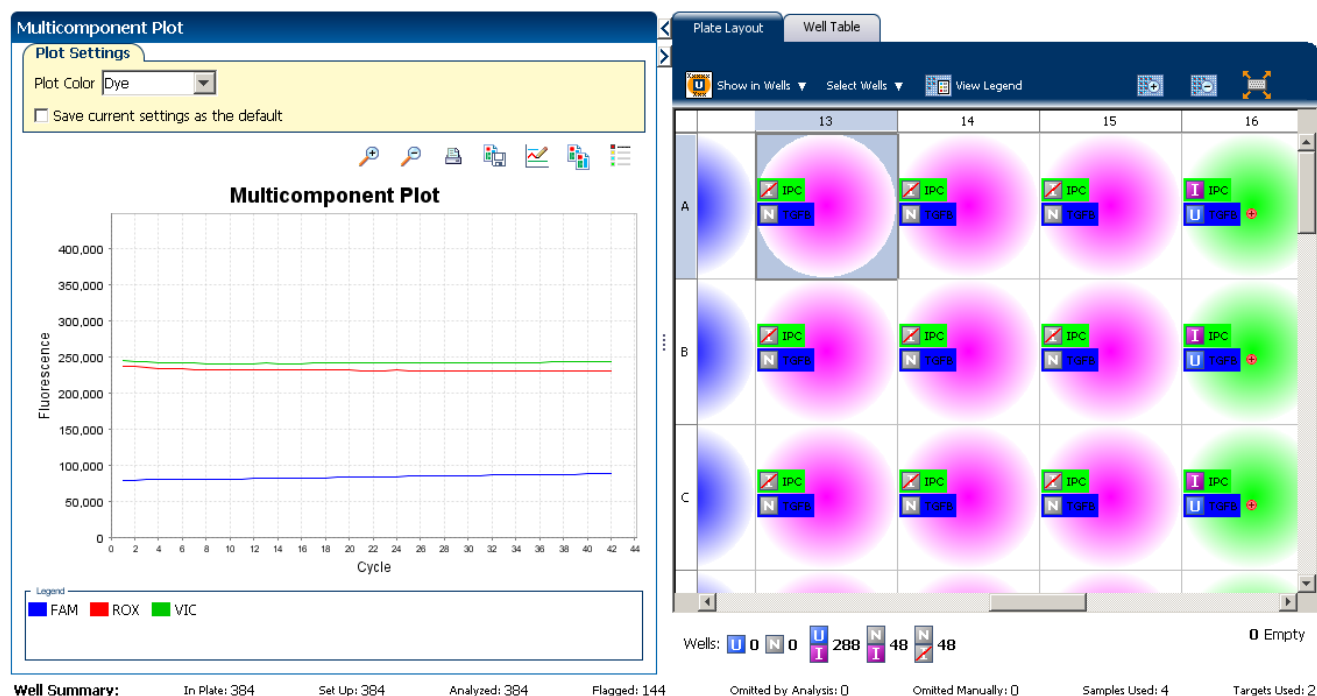 Multicomponent Plot
Plot Settings
Plot Color Dye
Save current settings as the default
Multicomponent Plot
Fluorescence
400,000
350,000
300,000
250,000
200,000
150,000
100,000
50,000
0
0 2 4 6 8 10 12 14 16 18 20 22 24 26 28 30 32 34 36 38 40 42 44
Cycle
Legend
FAM ROX VIC
Plate Layout Well Table
U Show in Wells ▼ Select Wells ▼ View Legend
13 14 15 16
A
I IPC I IPC I IPC I IPC
N TGFB N TGFB N TGFB U TGFB
B
I IPC I IPC I IPC I IPC
N TGFB N TGFB N TGFB U TGFB
C
I IPC I IPC I IPC I IPC
N TGFB N TGFB N TGFB U TGFB
Wells: U 0 N 0 U I 288 N I 48 N I 48
0 Empty
Well Summary: In Plate: 384 Set Up: 384 Analyzed: 384 Flagged: 144 Omitted by Analysis: 0 Omitted Manually: 0 Samples Used: 4 Targets Used: 2